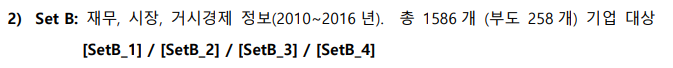 2) Set B: 재무, 시장, 거시경제 정보(2010~2016 년). 총 1586 개 (부도 258 개) 기업 대상
[SetB_1] / [SetB_2] / [SetB_3] / [SetB_4]